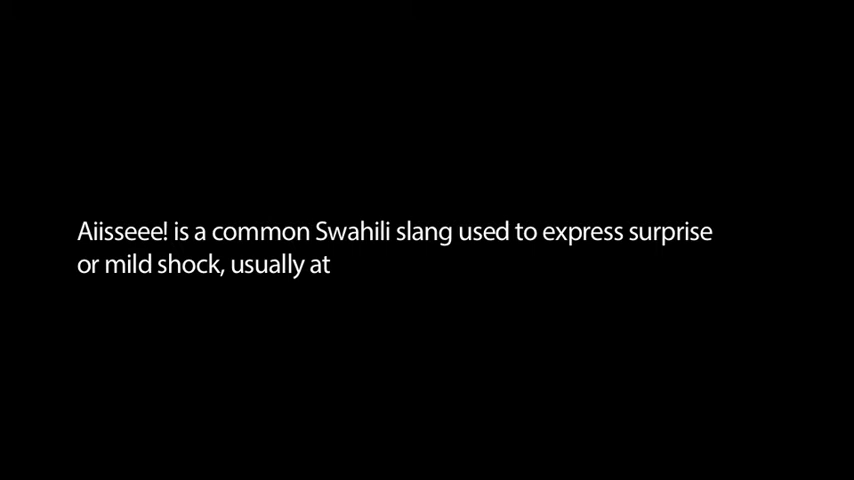 Aiisseee! is a common Swahili slang used to express surprise
or mild shock, usually at